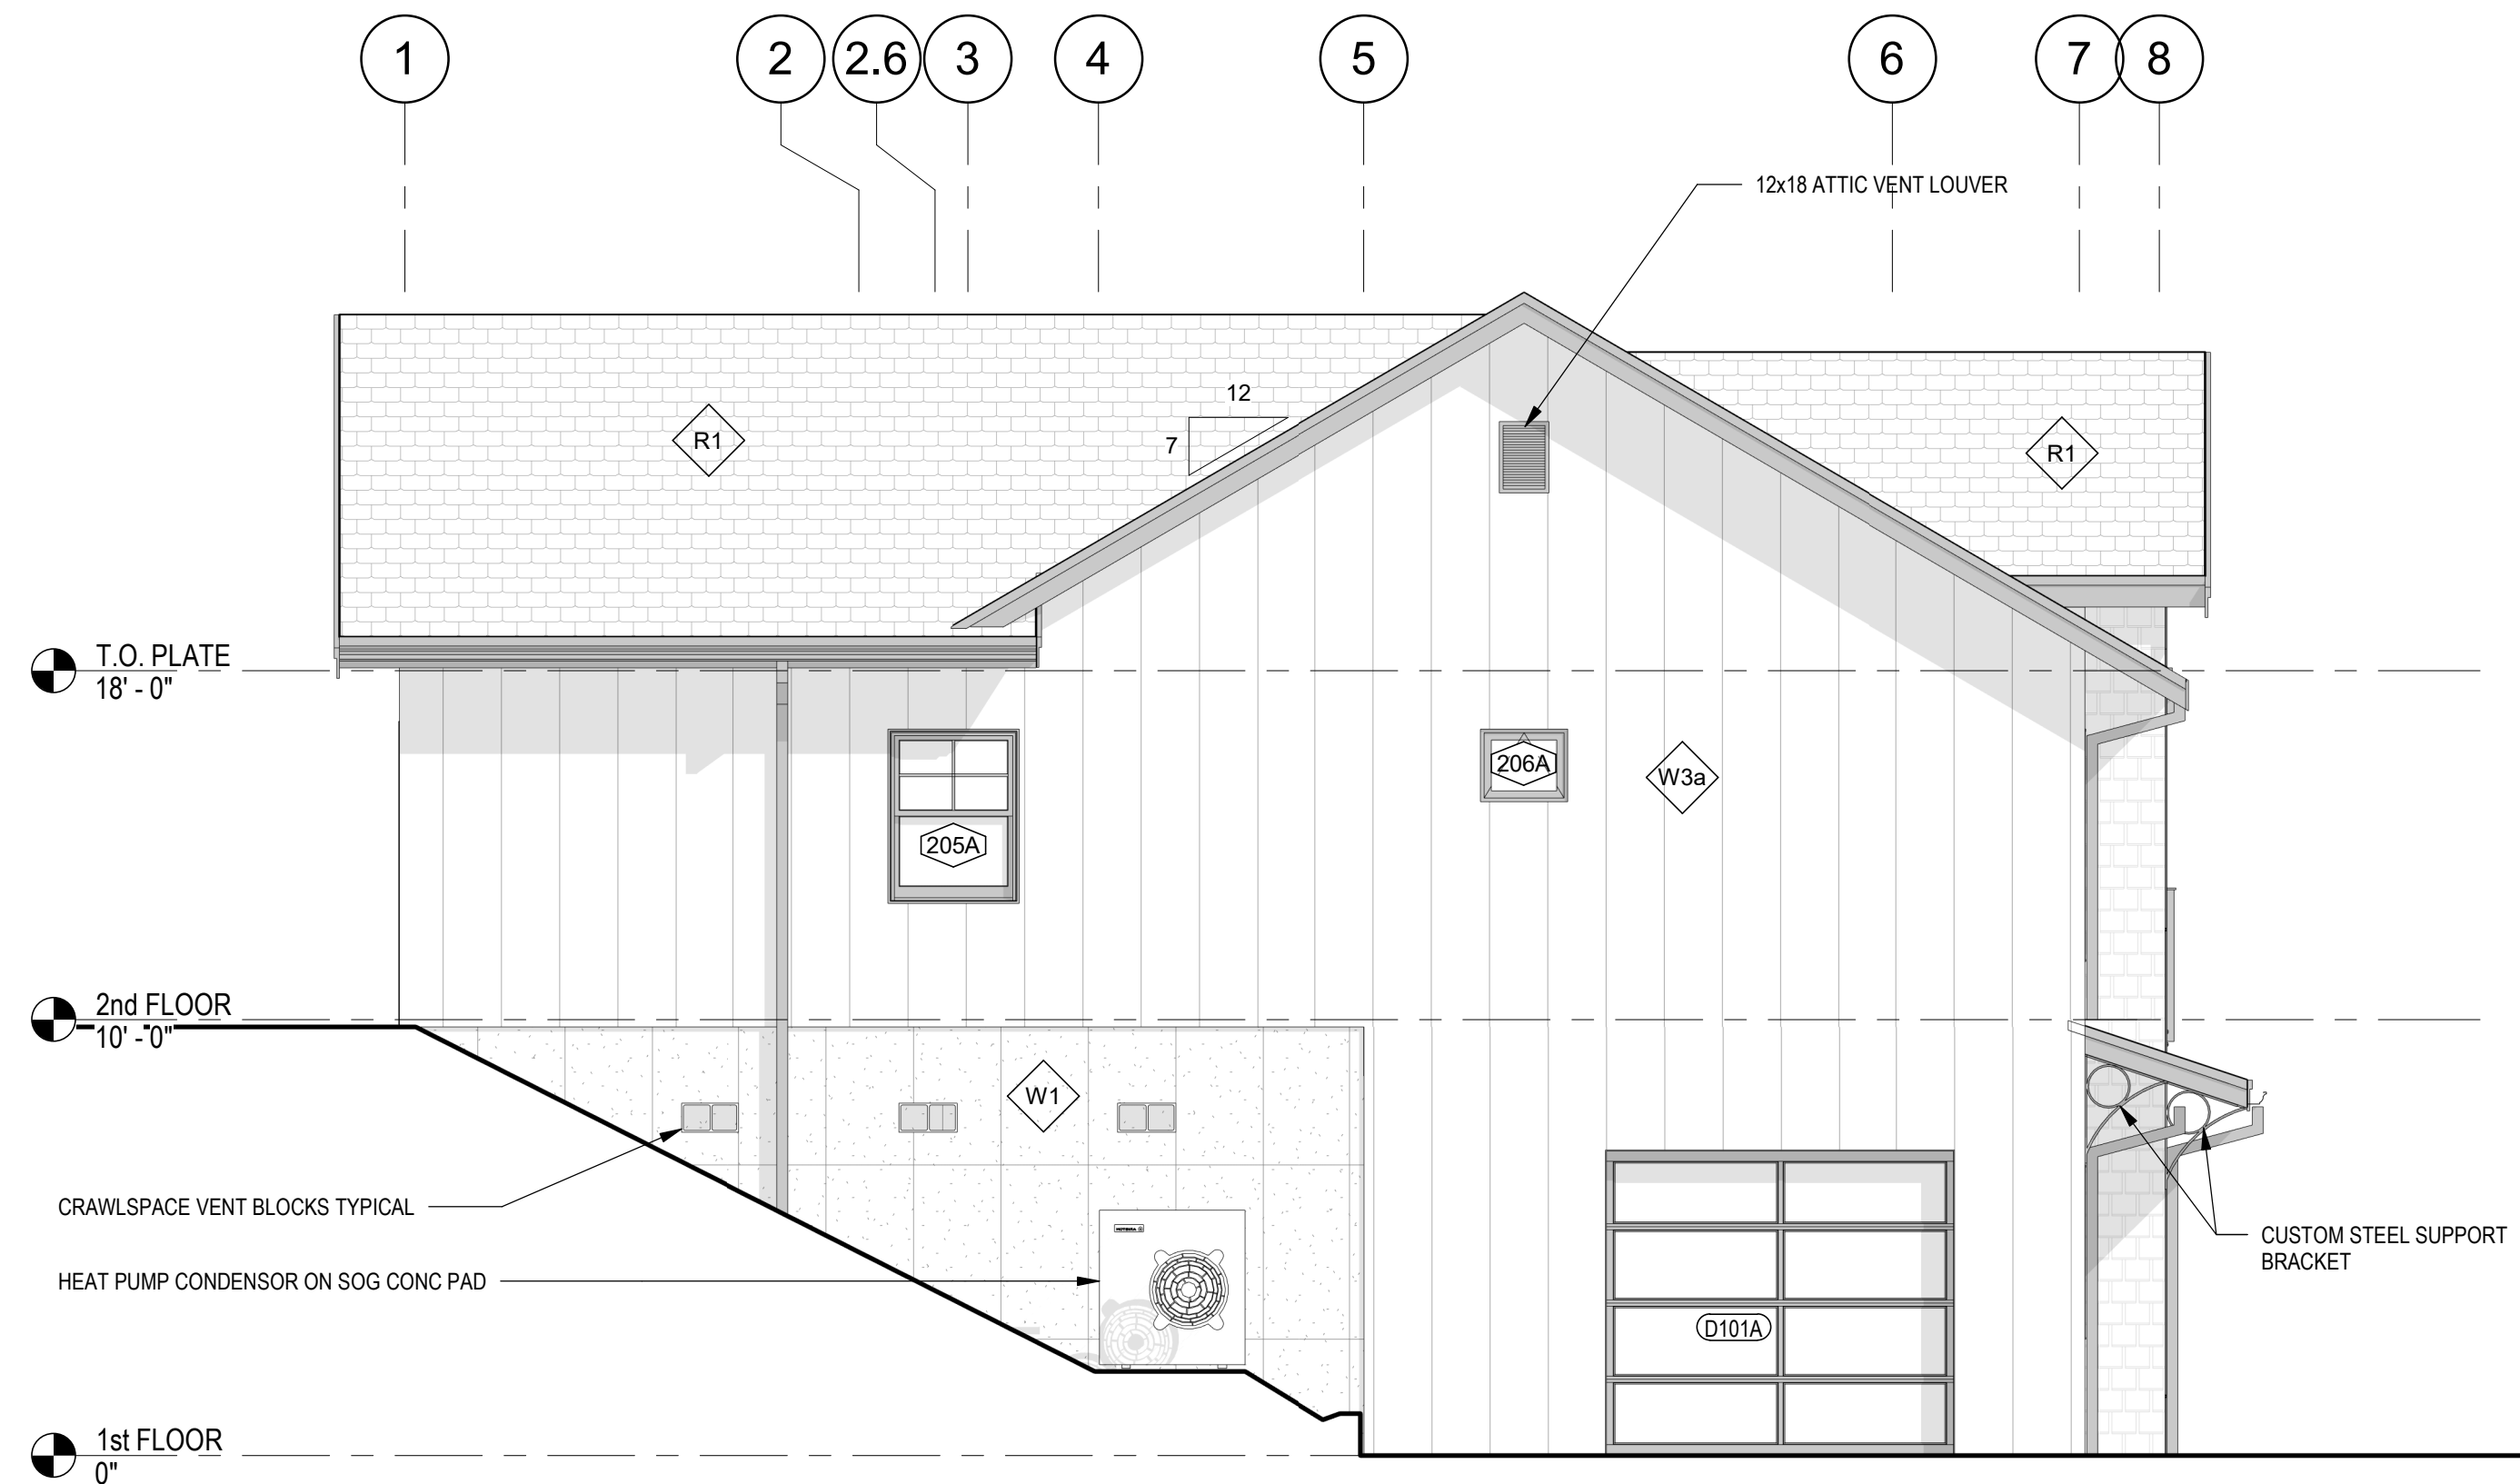 1 2 2.6 3 4 5 6 7 8
12x18 ATTIC VENT LOUVER
12
7
R1
R1
T.O. PLATE
18' - 0"
206A
W3a
205A
2nd FLOOR
10' - 0"
W1
CRAWLSPACE VENT BLOCKS TYPICAL
CUSTOM STEEL SUPPORT
BRACKET
HEAT PUMP CONDENSOR ON SOG CONC PAD
D101A
1st FLOOR
0"